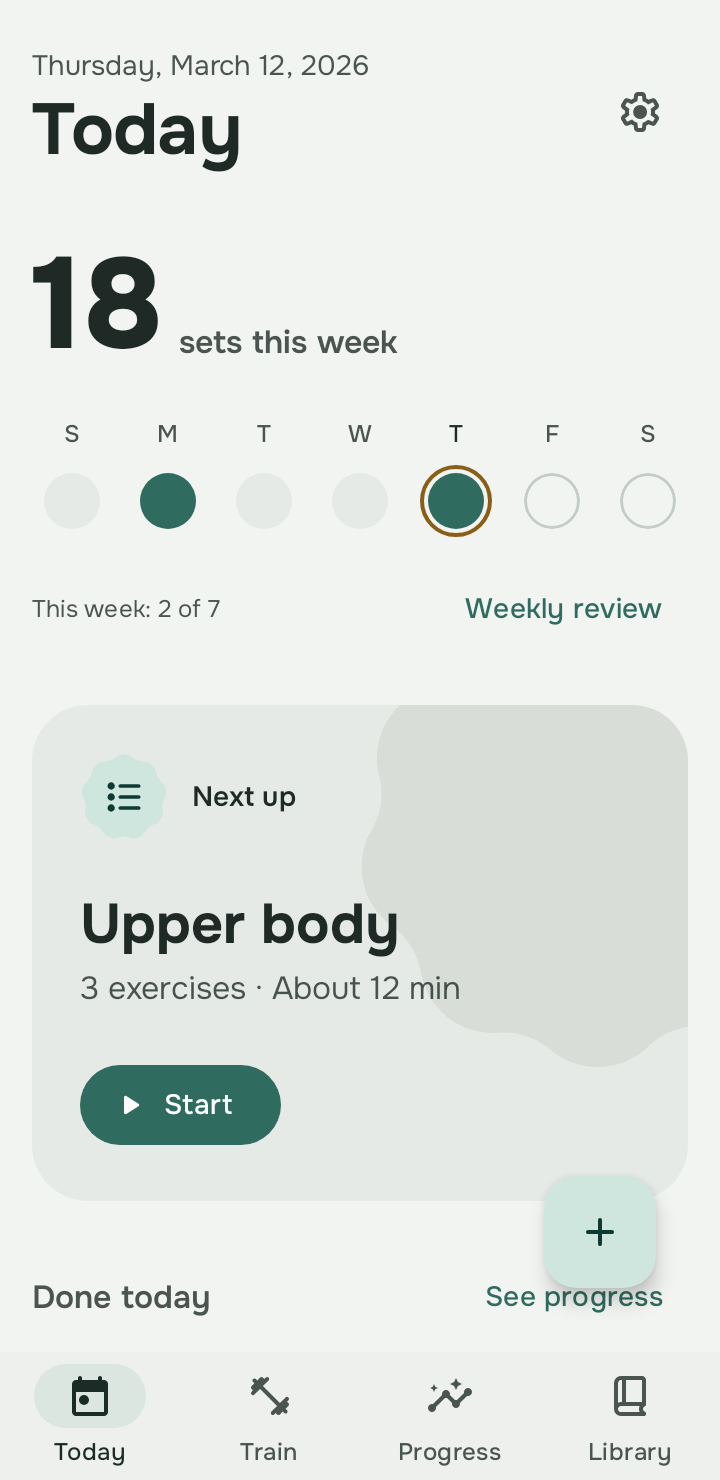 Thursday, March 12, 2026
Today
18 sets this week
S M T W T F S
This week: 2 of 7 Weekly review
Next up
Upper body
3 exercises · About 12 min
Start
Done today See progress
Today Train Progress Library